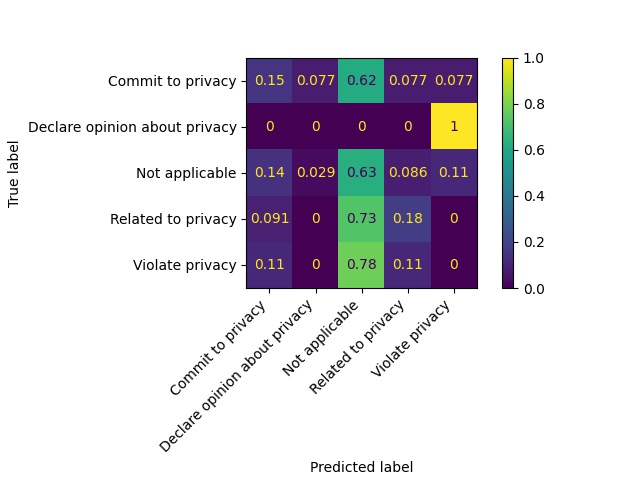 Commit to privacy 0.15 0.077 0.62 0.077 0.077
Declare opinion about privacy 0 0 0 0 1
Not applicable 0.14 0.029 0.63 0.086 0.11
Related to privacy 0.091 0 0.73 0.18 0
Violate privacy 0.11 0 0.78 0.11 0
True label
Commit to privacy
Declare opinion about privacy
Not applicable
Related to privacy
Violate privacy
Predicted label
1.0
0.8
0.6
0.4
0.2
0.0